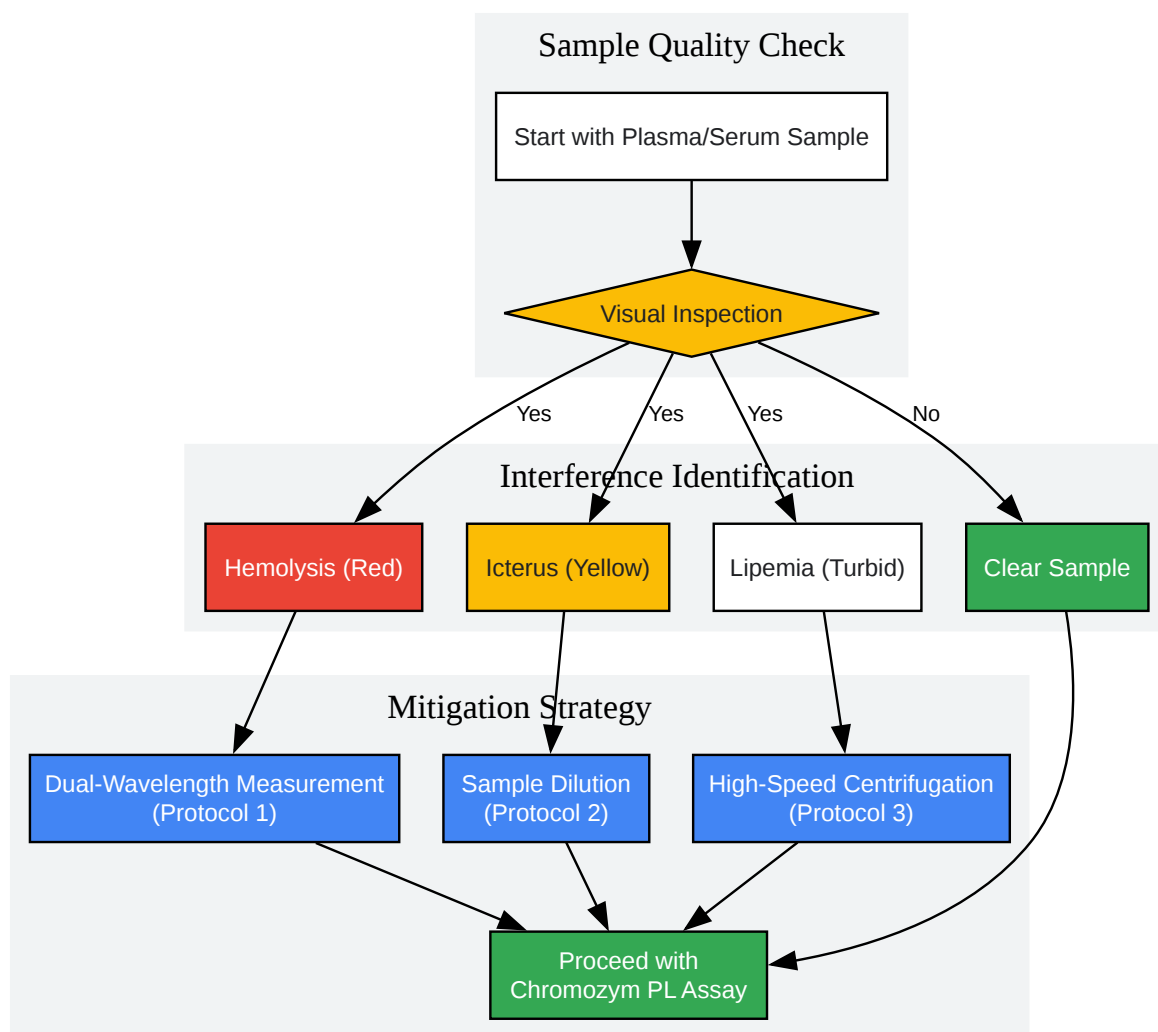 Sample Quality Check
Start with Plasma/Serum Sample
Visual Inspection
Yes
Yes
Yes
No
Interference Identification
Hemolysis (Red)
Icterus (Yellow)
Lipemia (Turbid)
Clear Sample
Mitigation Strategy
Dual-Wavelength Measurement
(Protocol 1)
Sample Dilution
(Protocol 2)
High-Speed Centrifugation
(Protocol 3)
Proceed with
Chromozym PL Assay